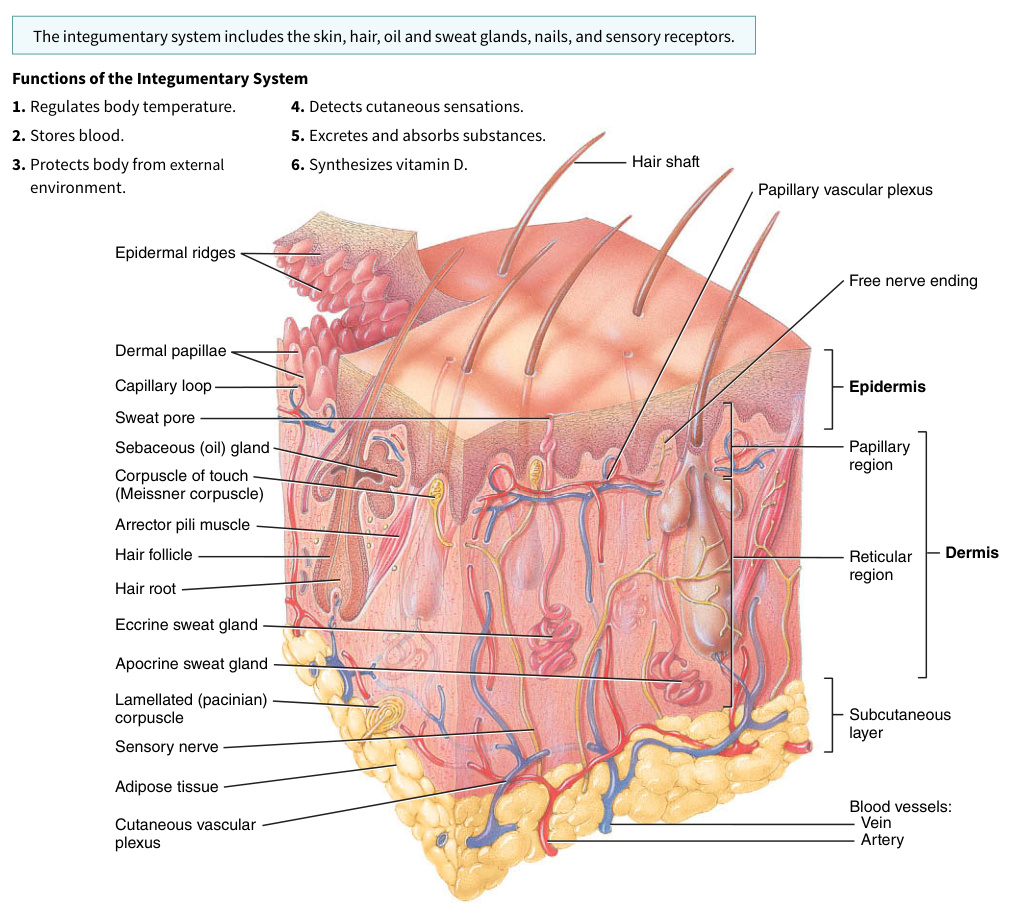 The integumentary system includes the skin, hair, oil and sweat glands, nails, and sensory receptors.
Functions of the Integumentary System
1. Regulates body temperature.
2. Stores blood.
3. Protects body from external
environment.
4. Detects cutaneous sensations.
5. Excretes and absorbs substances.
6. Synthesizes vitamin D.
Hair shaft
Papillary vascular plexus
Epidermal ridges
Free nerve ending
Dermal papillae
Capillary loop
Epidermis
Sweat pore
Sebaceous (oil) gland
Papillary
region
Corpuscle of touch
(Meissner corpuscle)
Arrector pili muscle
Hair follicle
Reticular
region
Dermis
Hair root
Eccrine sweat gland
Apocrine sweat gland
Lamellated (pacinian)
corpuscle
Subcutaneous
layer
Sensory nerve
Adipose tissue
Cutaneous vascular
plexus
Blood vessels:
Vein
Artery